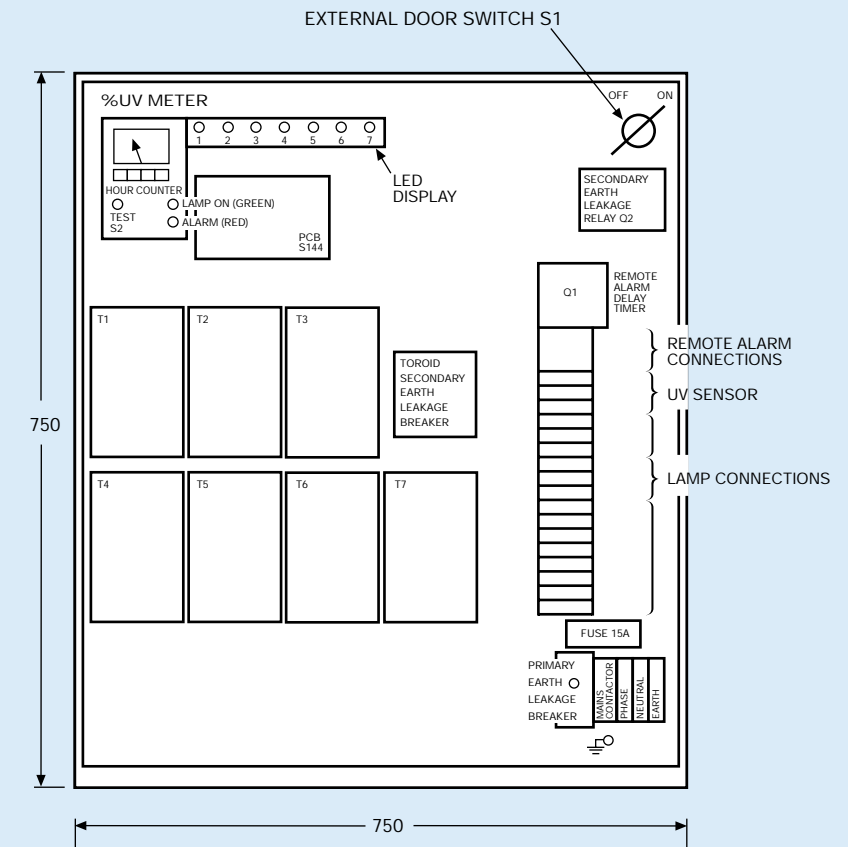 EXTERNAL DOOR SWITCH S1
%UV METER
OFF ON
1 2 3 4 5 6 7
LED
DISPLAY
HOUR COUNTER
TEST
S2
LAMP ON (GREEN)
ALARM (RED)
PCB
S144
SECONDARY
EARTH
LEAKAGE
RELAY Q2
Q1
REMOTE
ALARM
DELAY
TIMER
T1
T2
T3
TOROID
SECONDARY
EARTH
LEAKAGE
BREAKER
REMOTE ALARM
CONNECTIONS
UV SENSOR
LAMP CONNECTIONS
750
T4
T5
T6
T7
FUSE 15A
PRIMARY
EARTH
LEAKAGE
BREAKER
MAINS
CONTACTOR
PHASE
NEUTRAL
EARTH
750